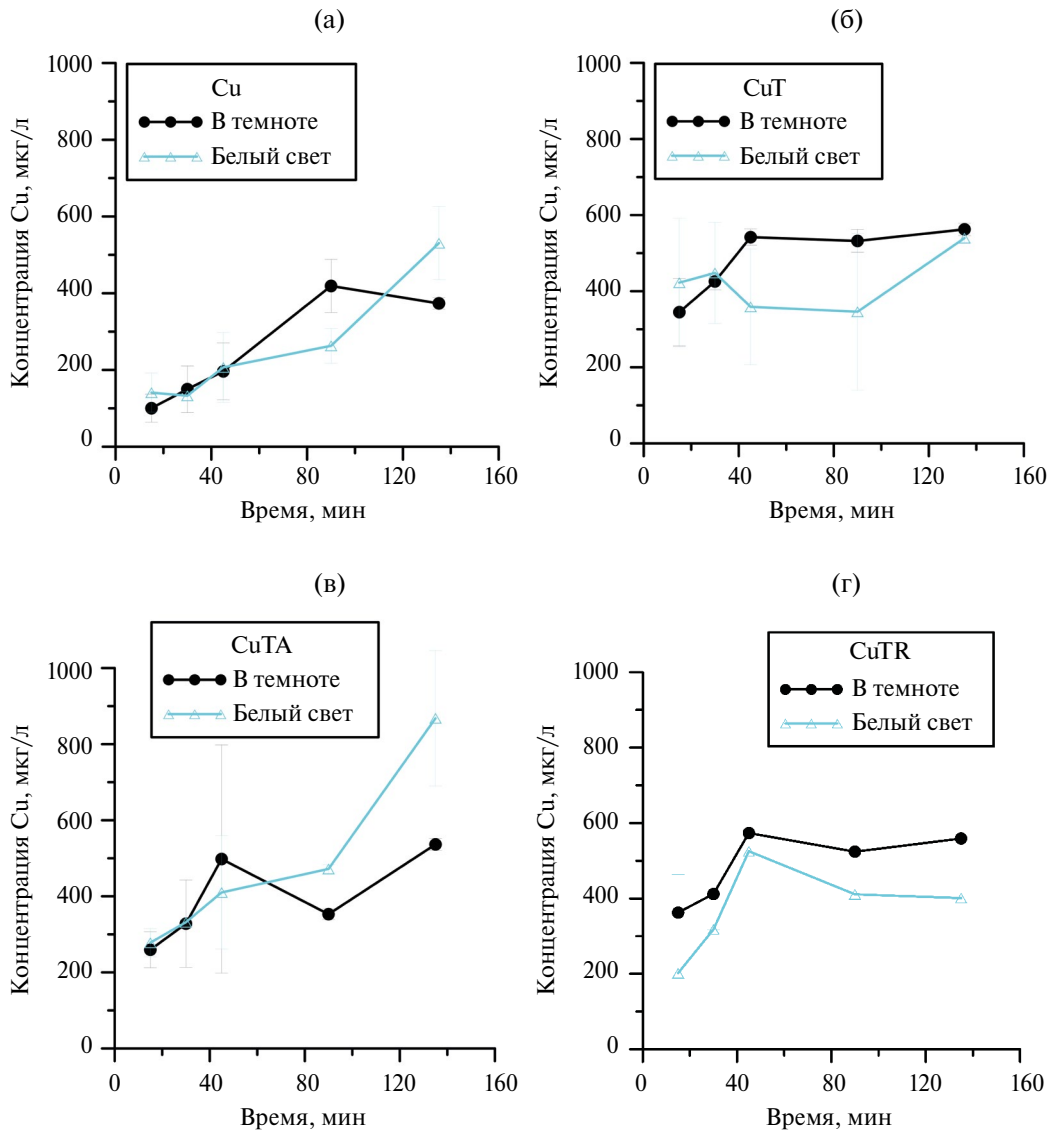 (а)
Концентрация Cu, мкг/л
1000
800
600
400
200
0
Cu
В темноте
Белый свет
0 40 80 120 160
Время, мин
(б)
Концентрация Cu, мкг/л
1000
800
600
400
200
0
CuT
В темноте
Белый свет
0 40 80 120 160
Время, мин
(в)
Концентрация Cu, мкг/л
1000
800
600
400
200
0
CuTA
В темноте
Белый свет
0 40 80 120 160
Время, мин
(г)
Концентрация Cu, мкг/л
1000
800
600
400
200
0
CuTR
В темноте
Белый свет
0 40 80 120 160
Время, мин